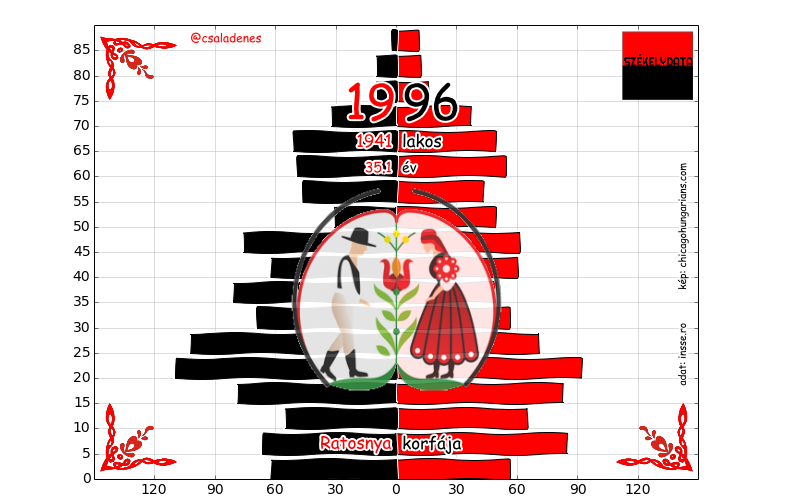 @csaladenes
SZÉKELYDATA
1996
1941 lakos
35.1 év
Ratosnya korfája
kép: chicagohungarians.com
adat: insse.ro
85
80
75
70
65
60
55
50
45
40
35
30
25
20
15
10
5
0
120 90 60 30 0 30 60 90 120